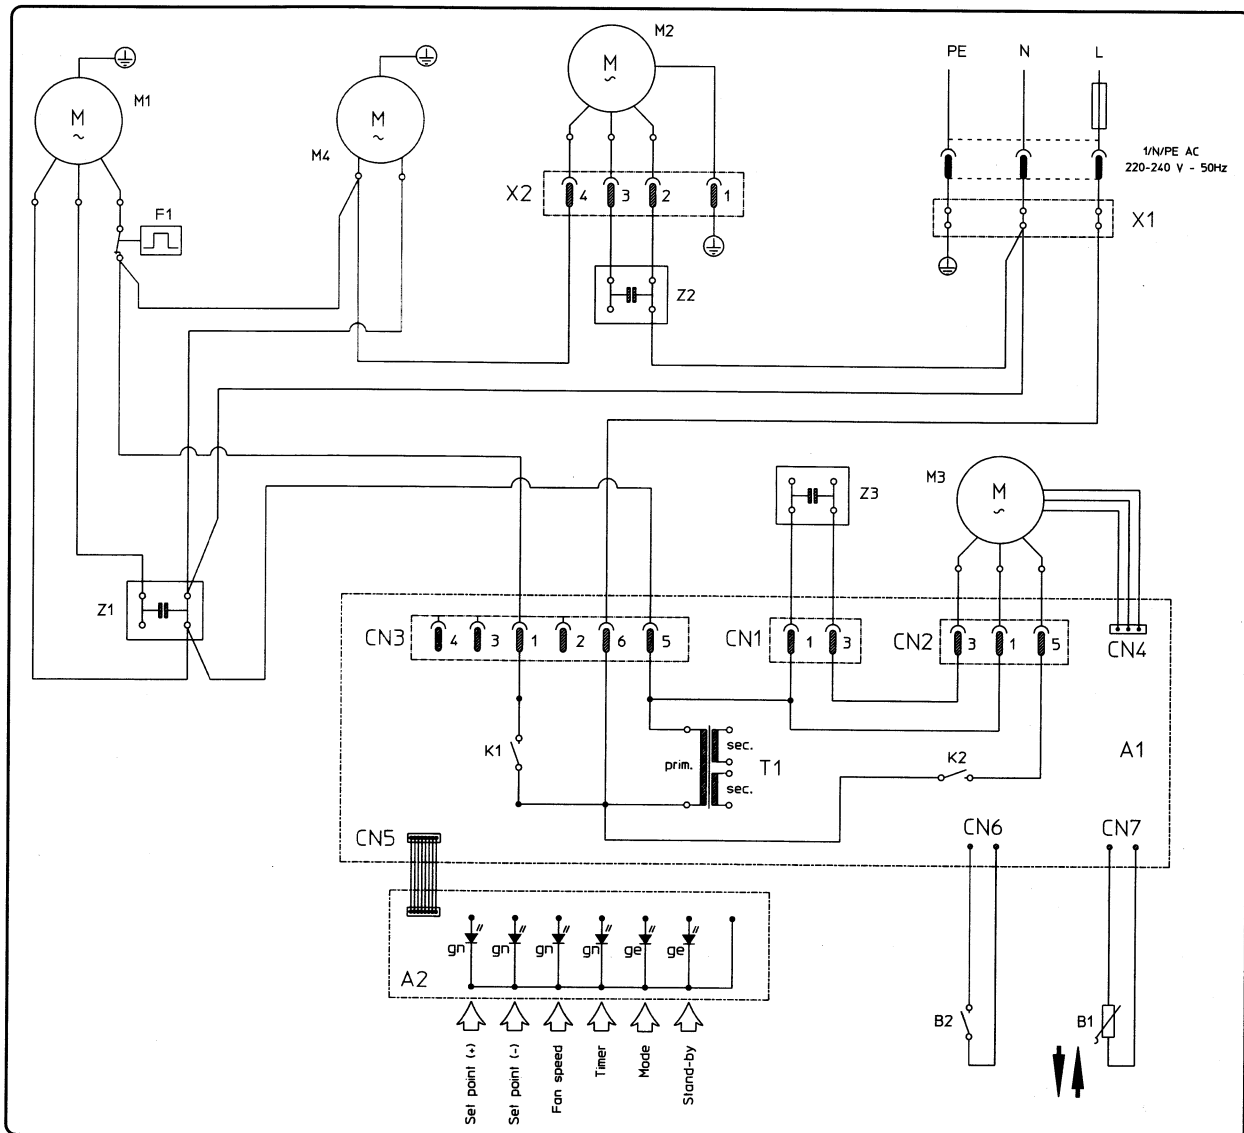 M2
PE N L
M
~
M1
M
~
M4
M
~
1/N/PE AC
220-240 V - 50Hz
X2
4 3 2 1
X1
F1
Z2
M3
M
~
Z3
Z1
CN3
4 3 1 2 6 5
CN1
1 3
CN2
3 1 5
CN4
K1
prim.
sec.
sec.
T1
K2
A1
CN5
CN6
CN7
gn gn gn gn ge ge
A2
B2
B1
Set point (+)
Set point (-)
Fan speed
Timer
Mode
Stand-by